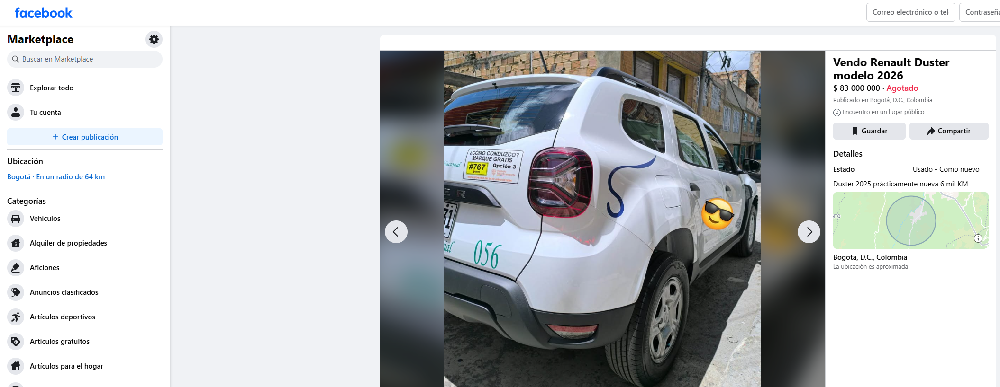 facebook
Correo electrónico o tel
Contraseña
Marketplace
Buscar en Marketplace
Explorar todo
Tu cuenta
+ Crear publicación
Ubicación
Bogotá · En un radio de 64 km
Categorías
Vehículos
Alquiler de propiedades
Aficiones
Anuncios clasificados
Artículos deportivos
Artículos gratuitos
Artículos para el hogar
¿CÓMO CONDUZCO?
MARQUE GRATIS
#767 Opción 3
Nacional
ER
31
nal
056
Vendo Renault Duster
modelo 2026
$ 83 000 000 · Agotado
Publicado en Bogotá, D.C., Colombia
Encuentro en un lugar público
Guardar
Compartir
Detalles
Estado
Usado - Como nuevo
Duster 2025 prácticamente nueva 6 mil KM
NTO
Bogotá, D.C., Colombia
La ubicación es aproximada